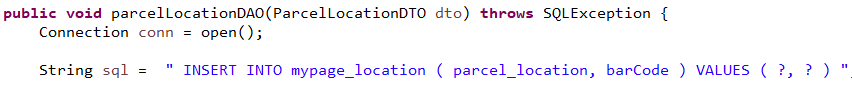 public void parcelLocationDAO(ParcelLocationDTO dto) throws SQLException {
Connection conn = open();
String sql =  " INSERT INTO mypage_location ( parcel_location, barCode ) VALUES ( ?, ? ) "